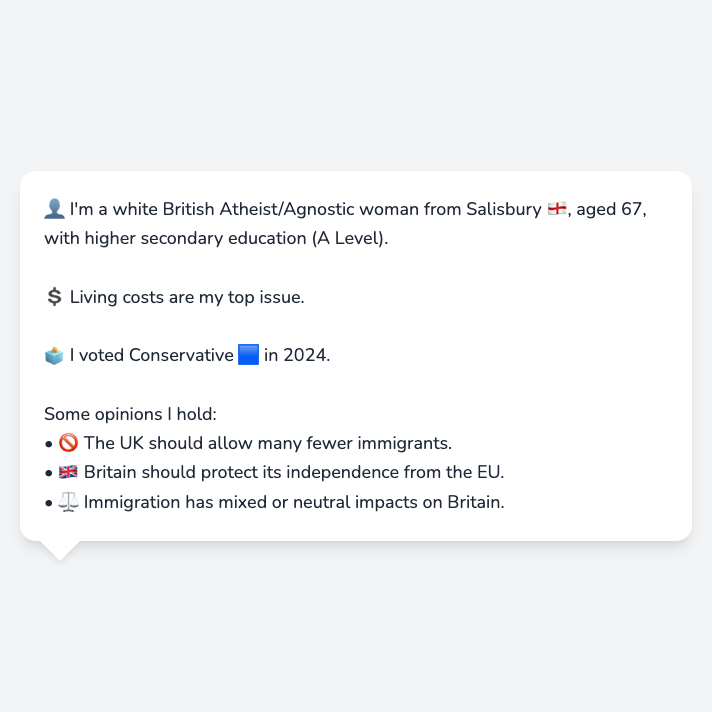 👤 I'm a white British Atheist/Agnostic woman from Salisbury 🏴󠁧󠁢󠁥󠁮󠁧󠁿, aged 67,
with higher secondary education (A Level).
💲 Living costs are my top issue.
🗳️ I voted Conservative 🟦 in 2024.
Some opinions I hold:
• 🚫 The UK should allow many fewer immigrants.
• 🇬🇧 Britain should protect its independence from the EU.
• ⚖️ Immigration has mixed or neutral impacts on Britain.